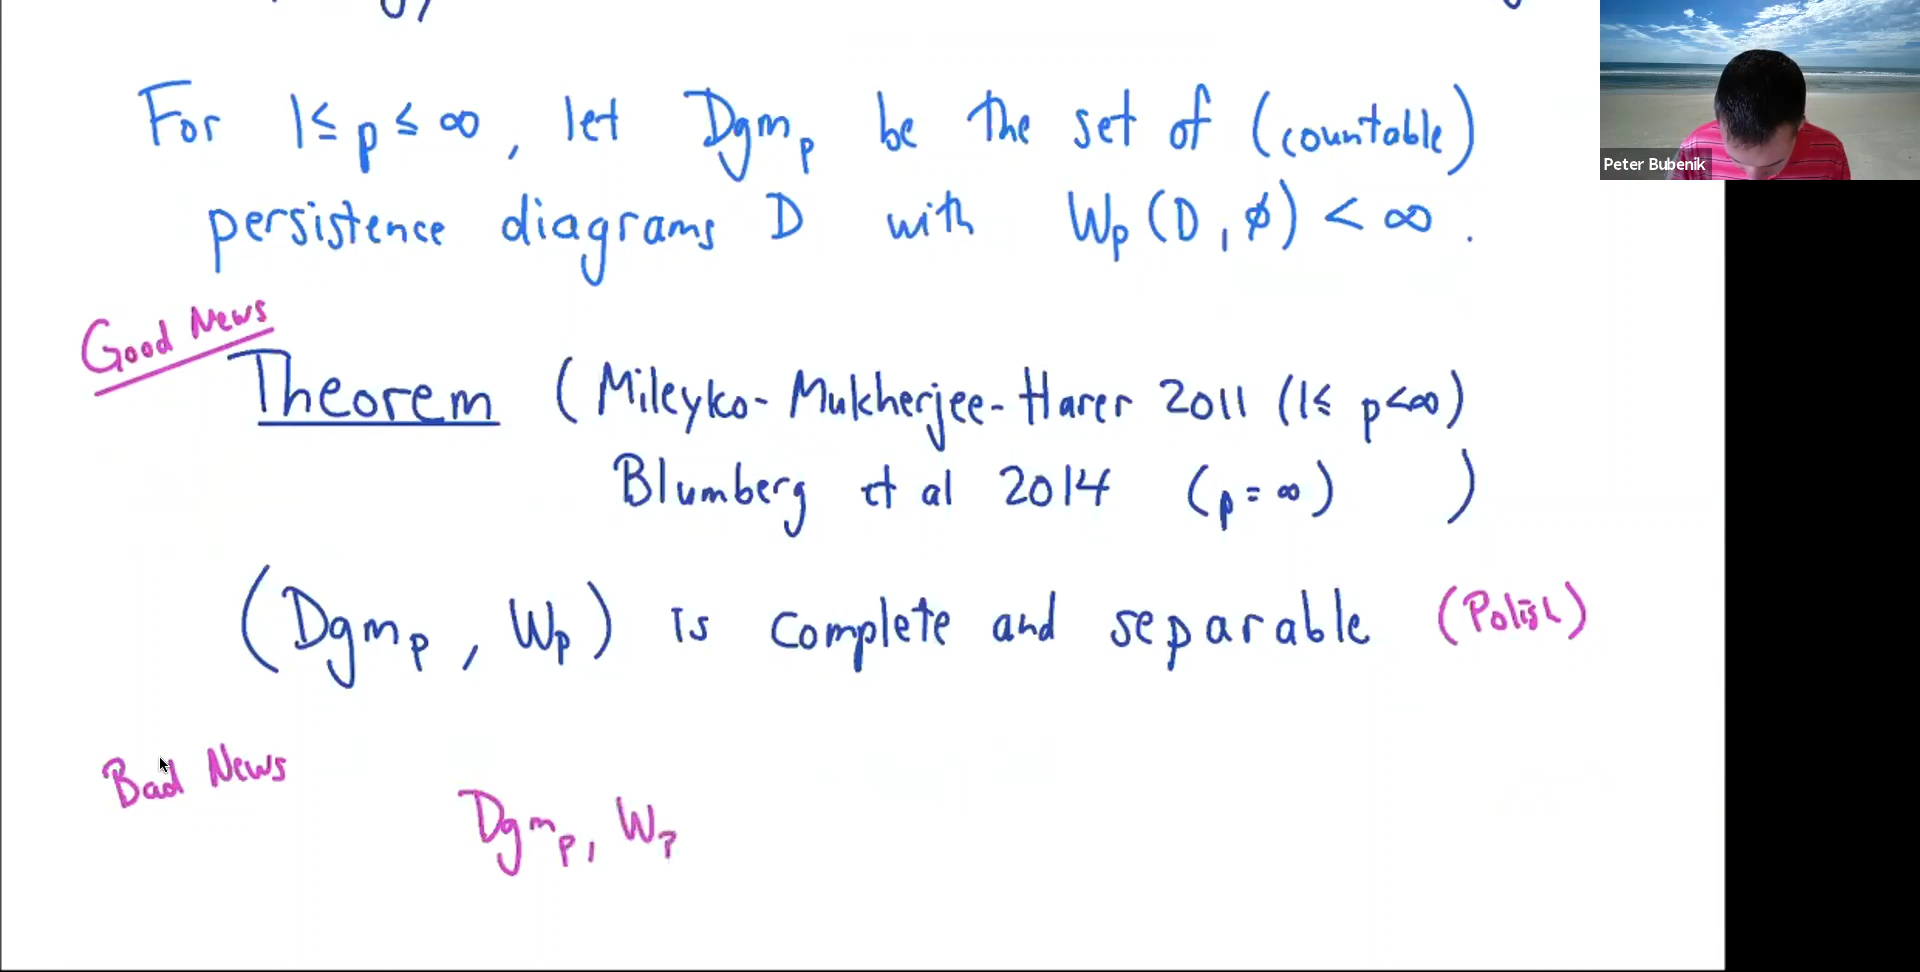 For 1 ≤ p ≤ ∞, let Dgm_p be the set of (countable)
persistence diagrams D with W_p(D, ∅) < ∞.
Good News
Theorem (Mileyko-Mukherjee-Harer 2011 (1 ≤ p < ∞)
Blumberg et al 2014 (p = ∞) )
(Dgm_p, W_p) is complete and separable (Polish)
Bad News
Dgm_p, W_p
Peter Bubenik